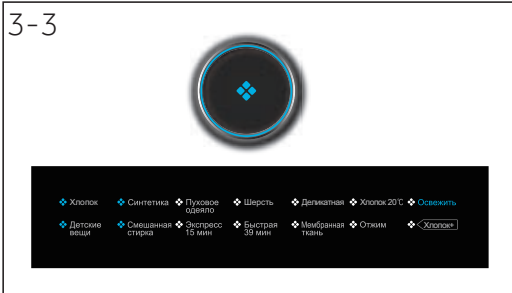 3-3
Хлопок Синтетика Пуховое одеяло Шерсть Деликатная Хлопок 20℃ Освежить
Детские вещи Смешанная стирка Экспресс 15 мин Быстрая 39 мин Мембранная ткань Отжим Хлопок+